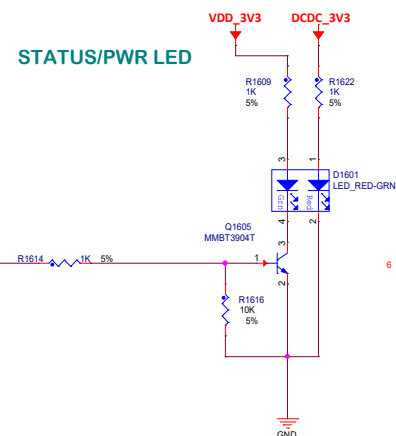 VDD_3V3 DCDC_3V3
STATUS/PWR LED
R1609 R1622
1K 1K
5% 5%
3 1
D1601
LED_RED-GRN
Grn Red
4 2
Q1605
MMBT3904T
3
R1614 1K 5% 1
6
2
R1616
10K
5%
GND